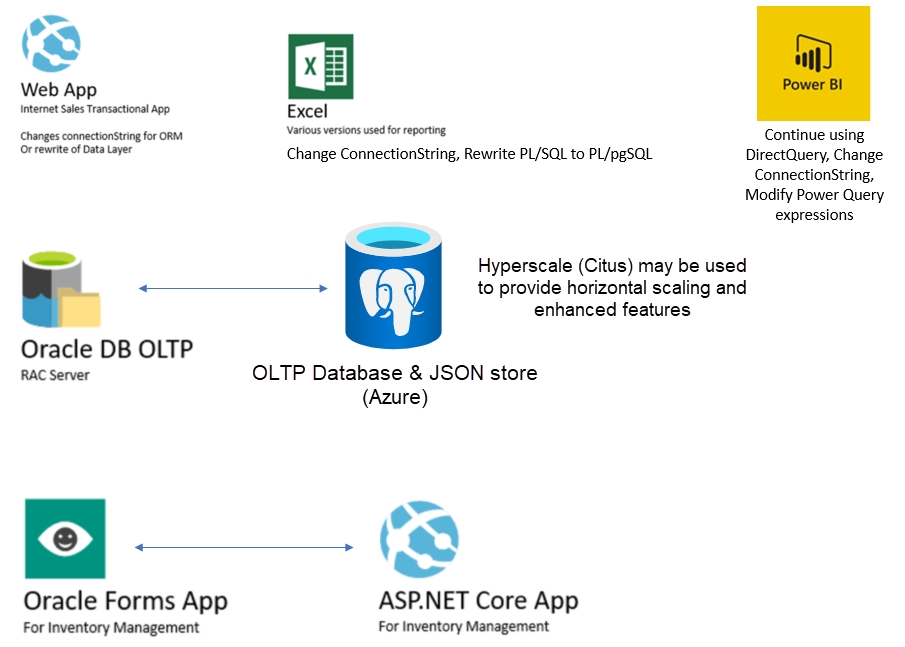 Web App
Internet Sales Transactional App
Changes connectionString for ORM
Or rewrite of Data Layer
X
Excel
Various versions used for reporting
Change ConnectionString, Rewrite PL/SQL to PL/pgSQL
Power BI
Continue using
DirectQuery, Change
ConnectionString,
Modify Power Query
expressions
Oracle DB OLTP
RAC Server
OLTP Database & JSON store
(Azure)
Hyperscale (Citus) may be used
to provide horizontal scaling and
enhanced features
Oracle Forms App
For Inventory Management
ASP.NET Core App
For Inventory Management